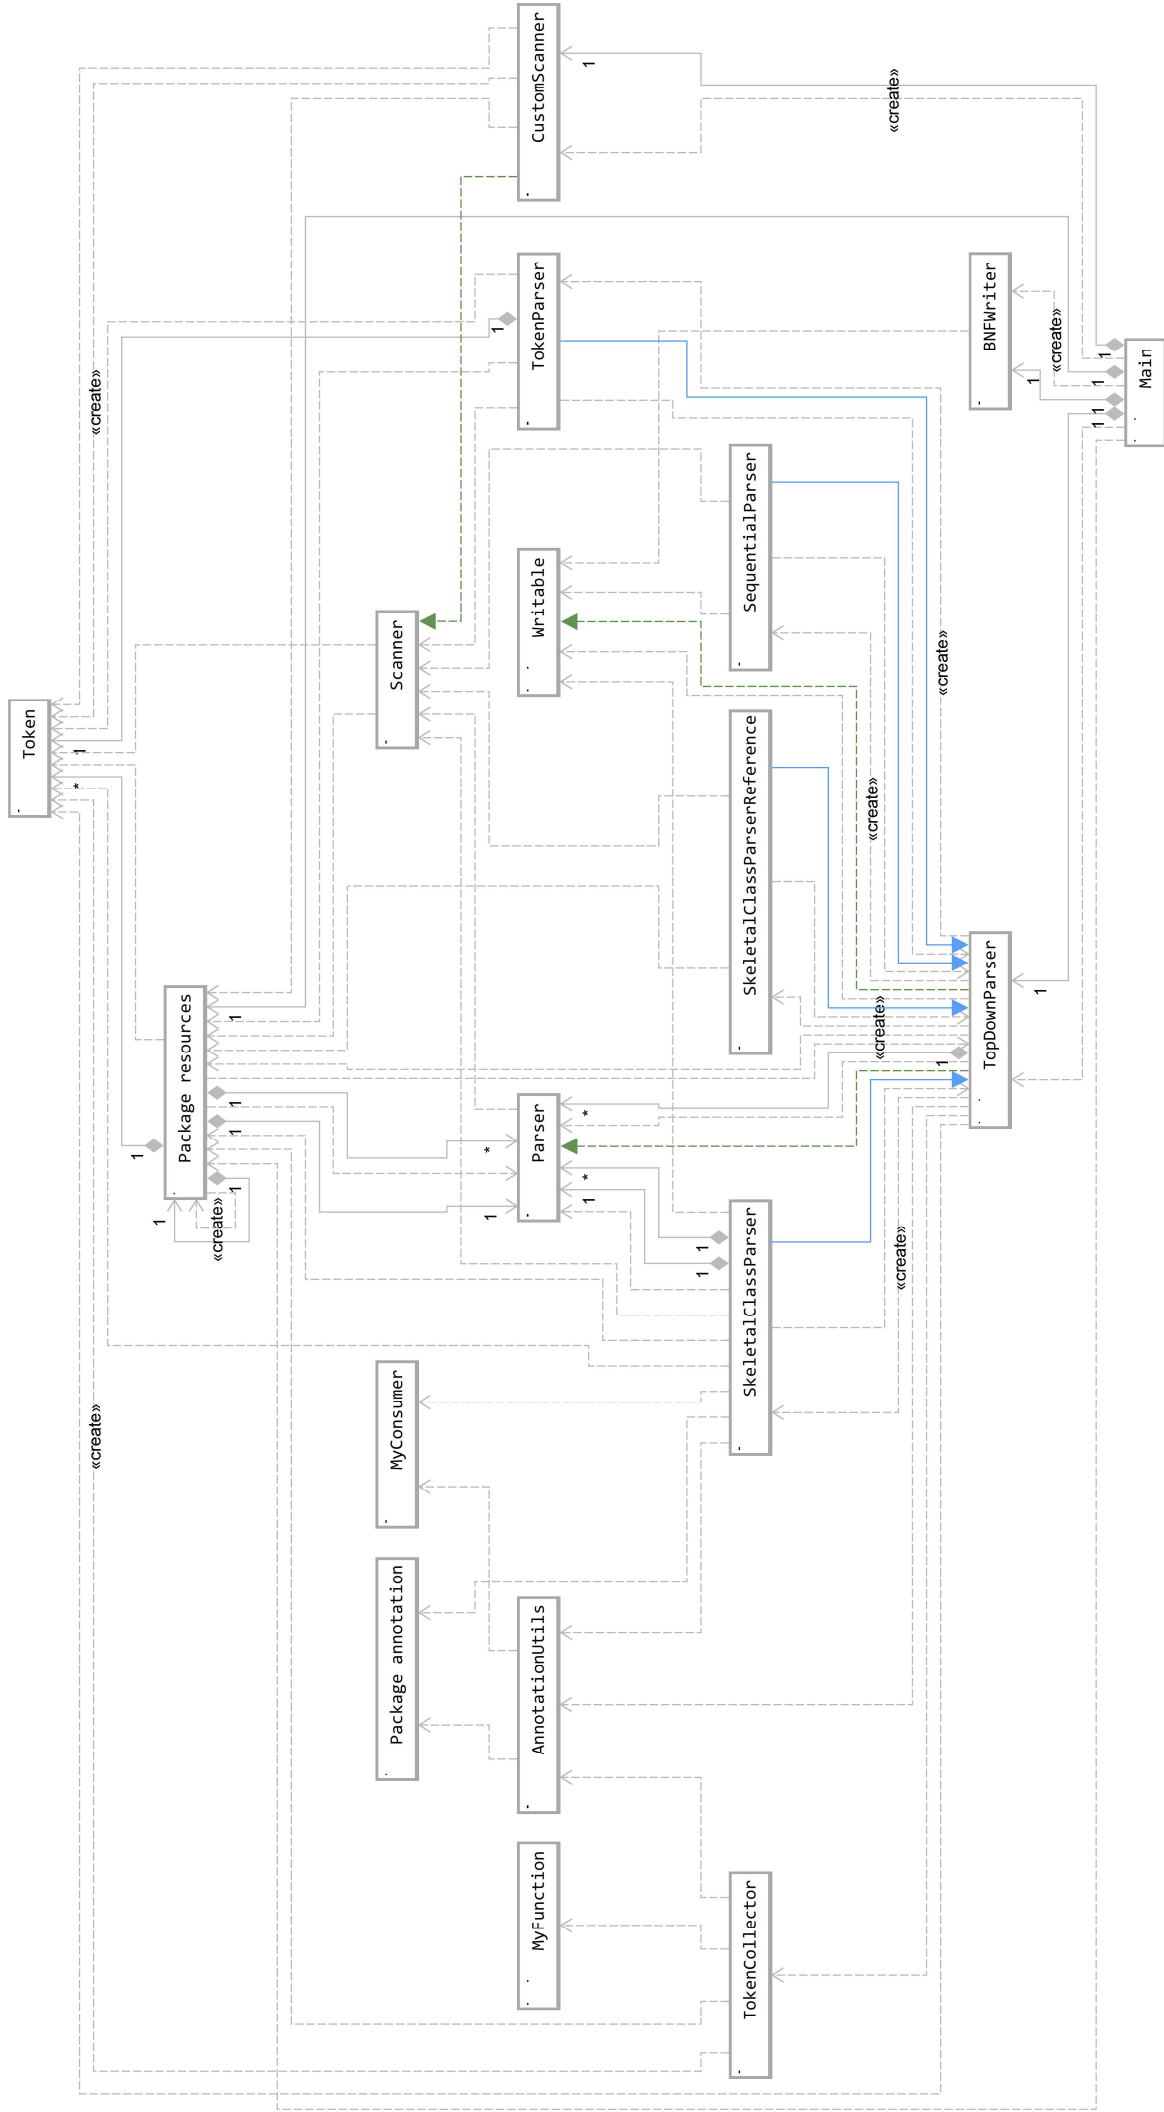 Token
*
1
«create»
«create»
1
1
Package resources
«create»
1
1
1
1
Package annotation
MyConsumer
Scanner
1
*
1
MyFunction
AnnotationUtils
Parser
Writable
TokenParser
CustomScanner
1
*
*
1
1
1
TokenCollector
SkeletalClassParser
SkeletalClassParserReference
SequentialParser
«create»
«create»
«create»
«create»
1
«create»
TopDownParser
BNFWriter
1
1
«create»
1
1
1
Main